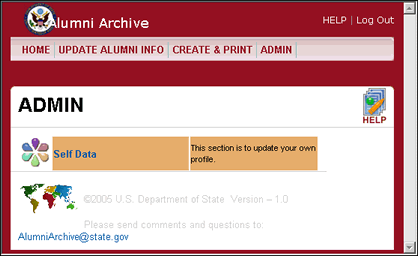 Alumni Archive
HELP | Log Out
HOME | UPDATE ALUMNI INFO | CREATE & PRINT | ADMIN
ADMIN
HELP
Self Data
This section is to update your own
profile.
©2005 U.S. Department of State Version – 1.0
Please send comments and questions to:
AlumniArchive@state.gov